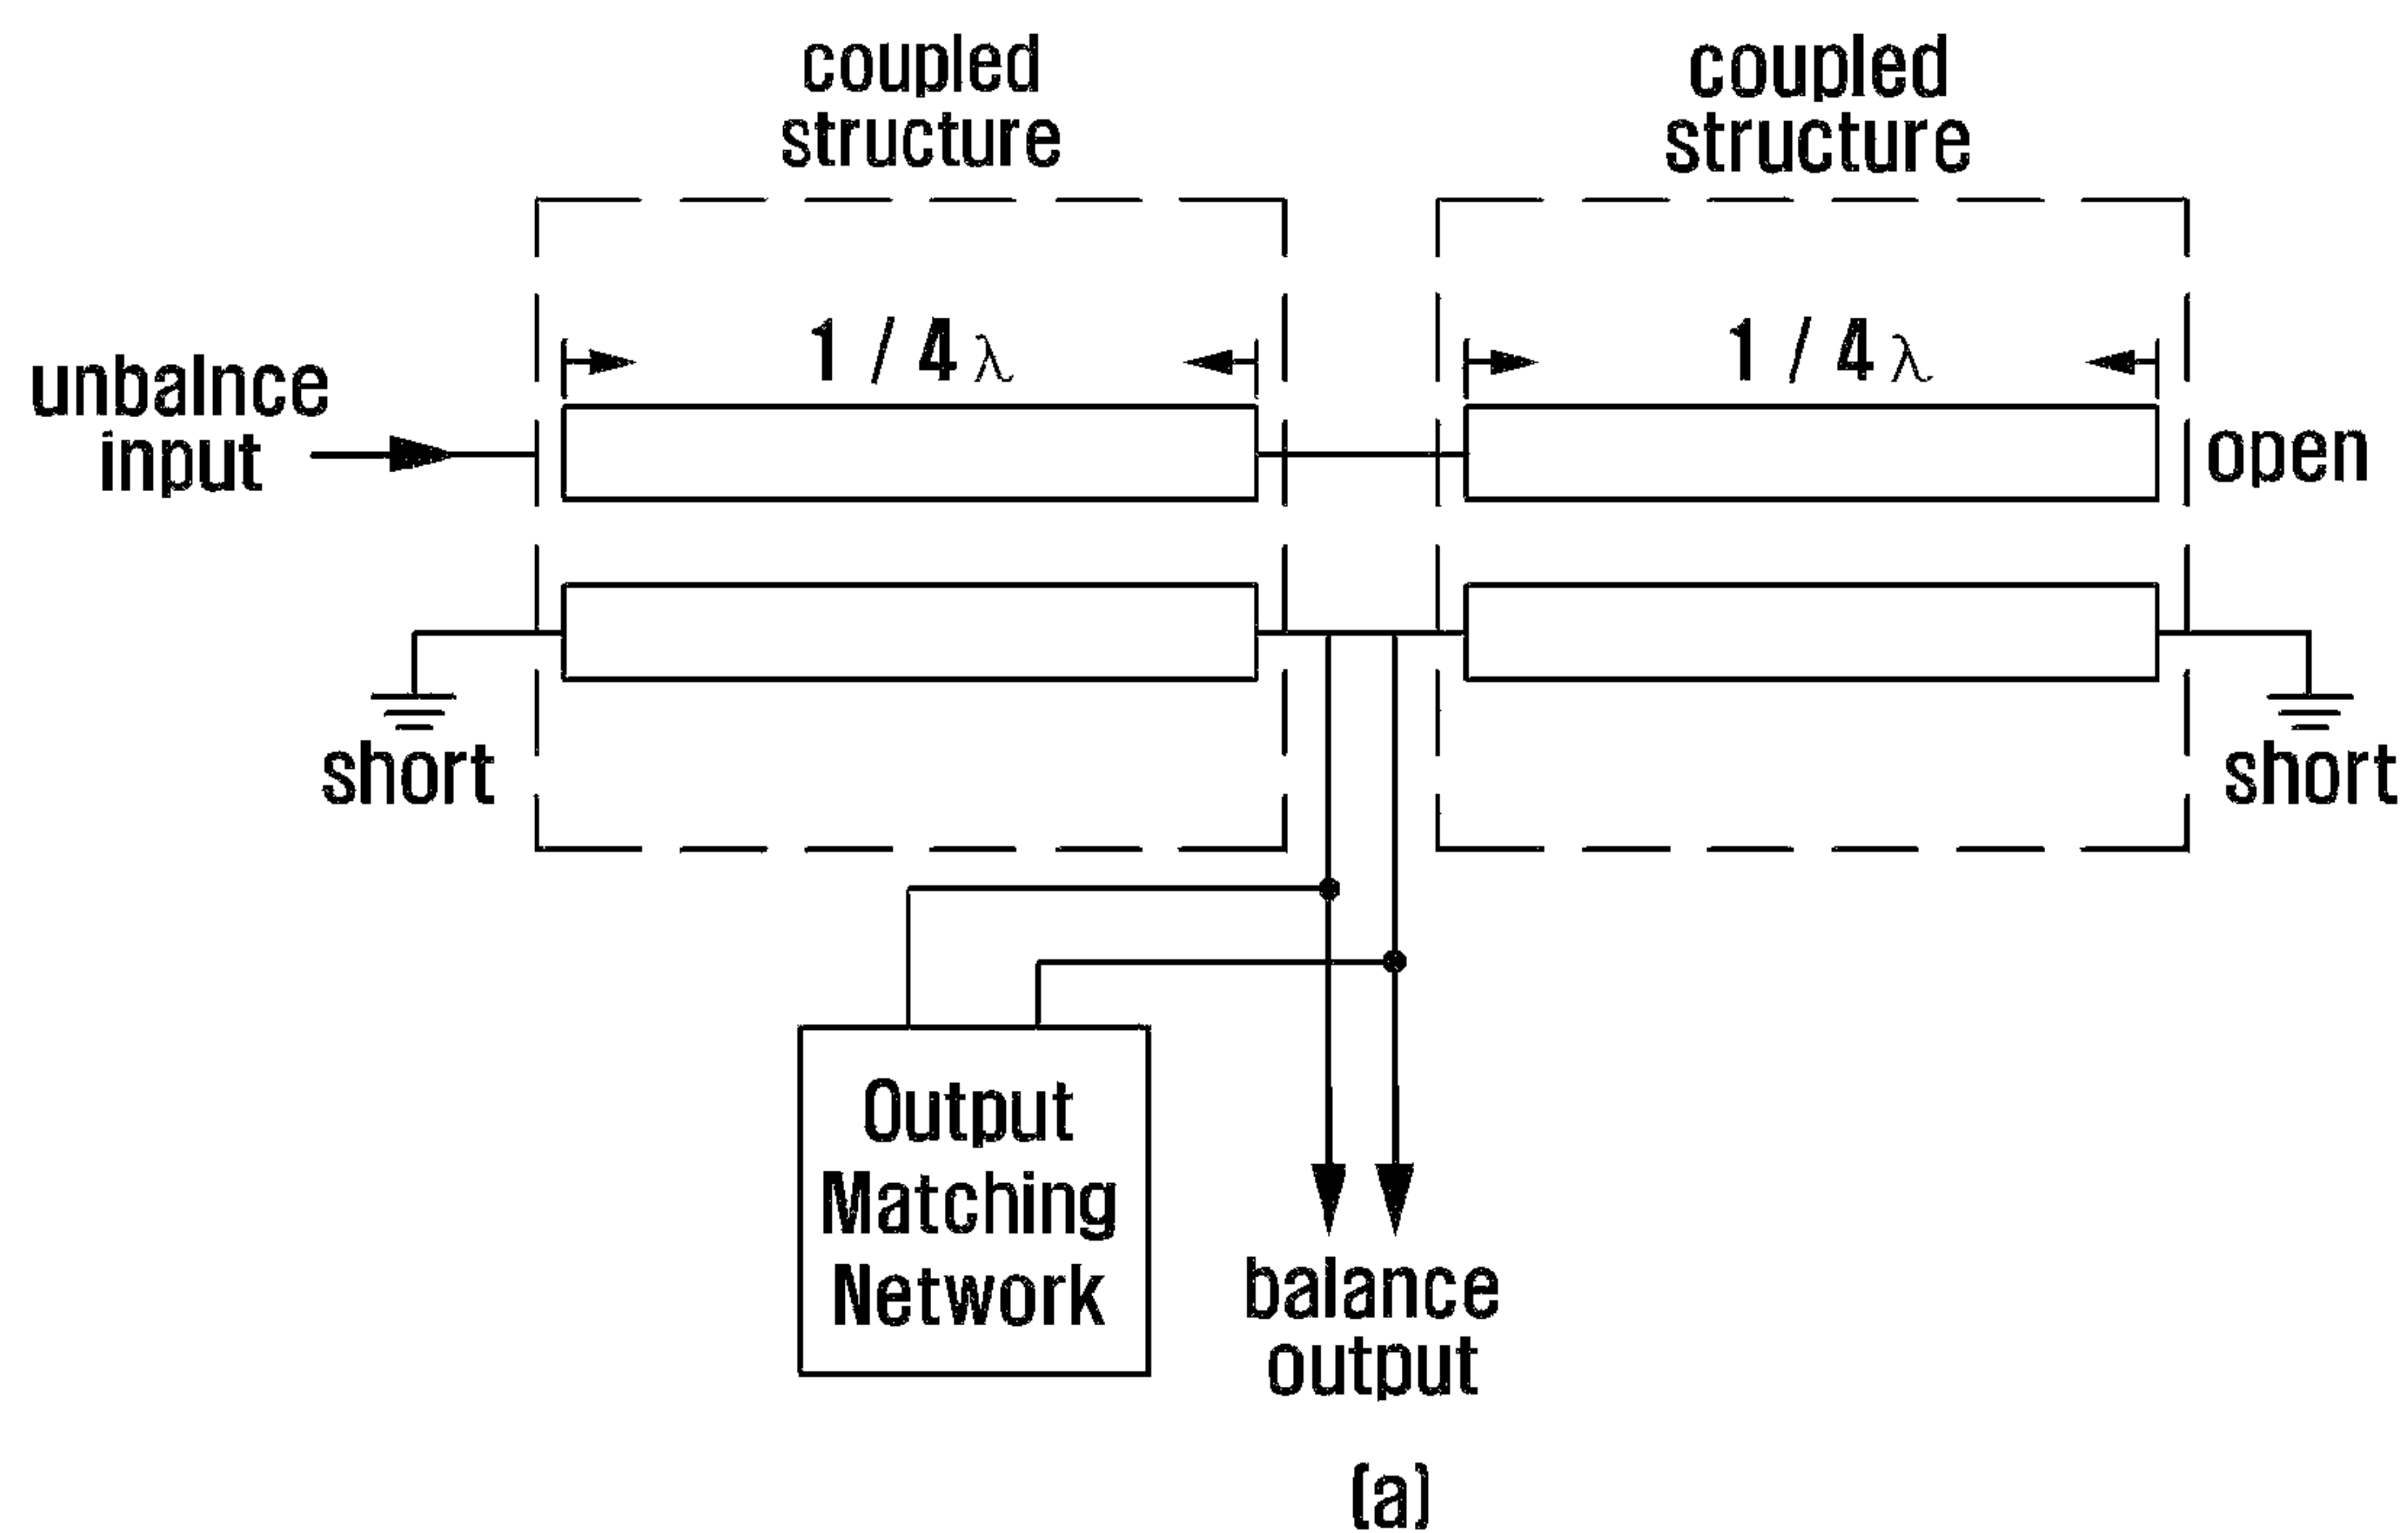 coupled
structure
coupled
structure
1 / 4 λ
1 / 4 λ
unbalnce
input
open
short
short
Output
Matching
Network
balance
output
(a)